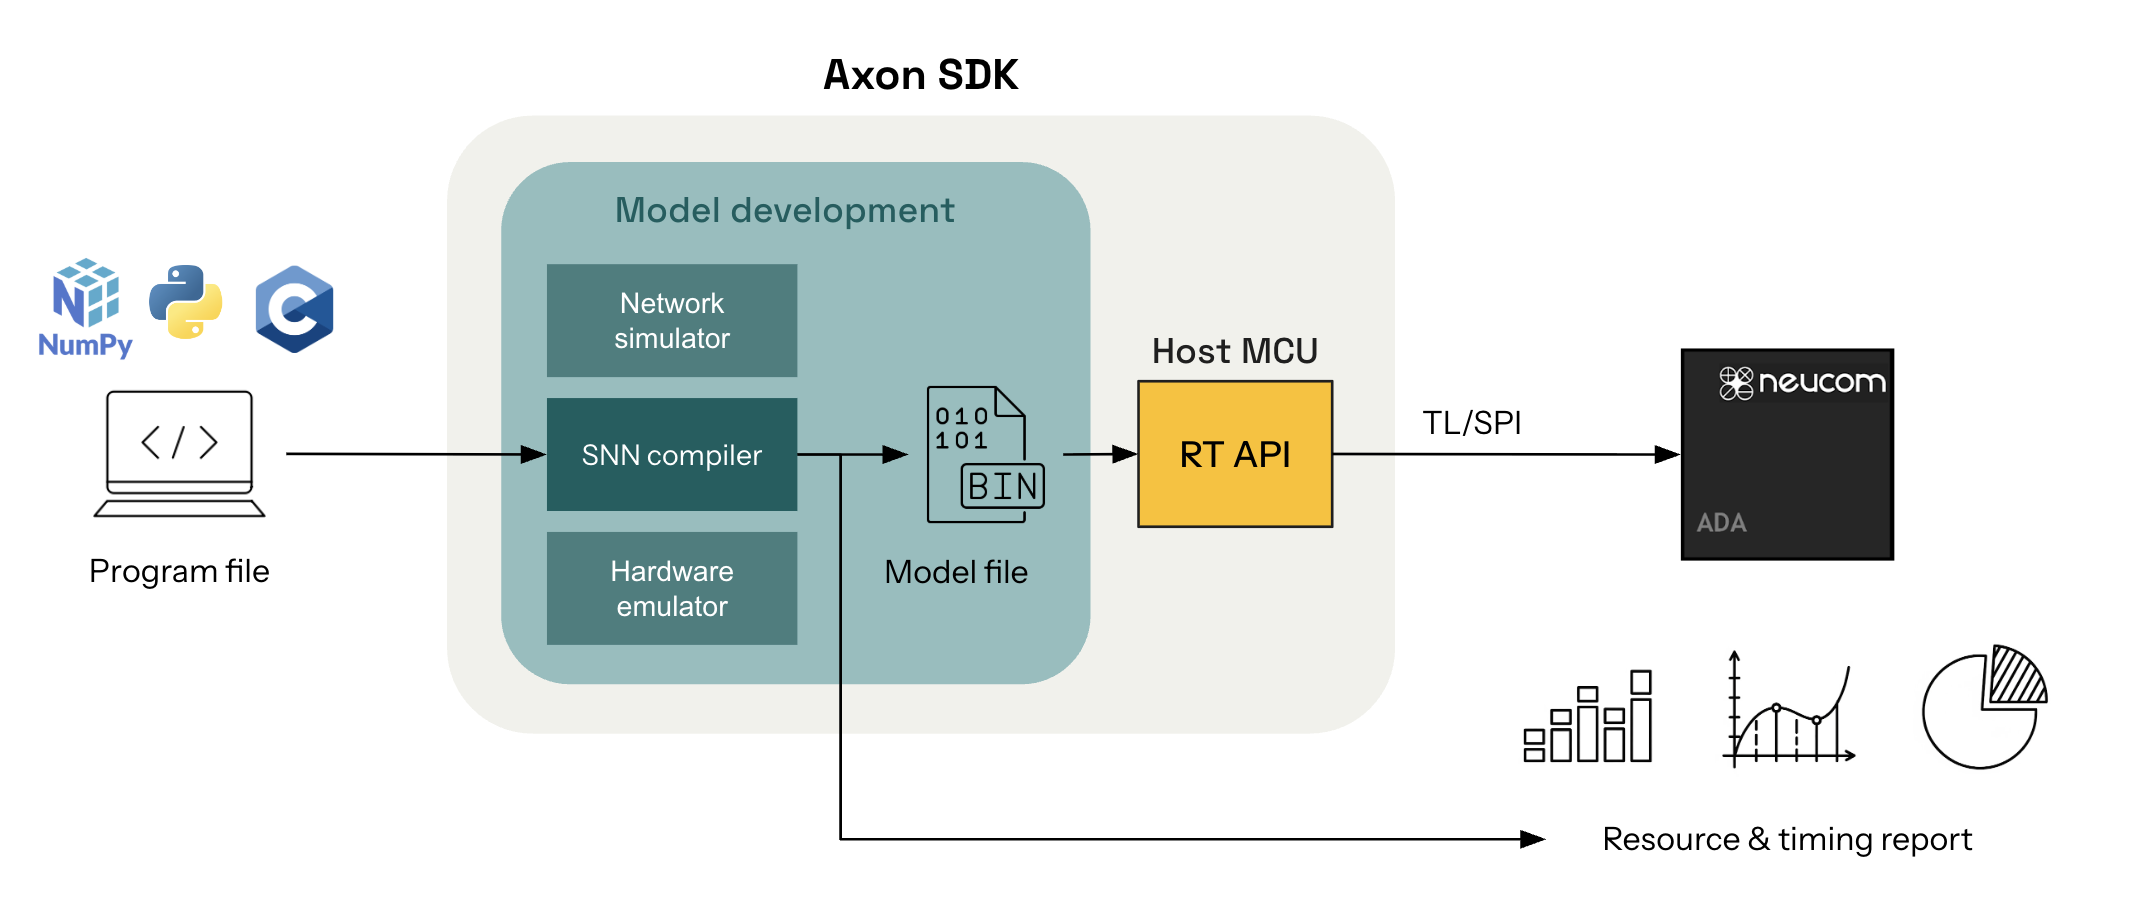 Axon SDK
Model development
NumPy
C
Network
simulator
SNN compiler
Hardware
emulator
Program file
010
101
BIN
Model file
Host MCU
RT API
TL/SPI
neucom
ADA
Resource & timing report